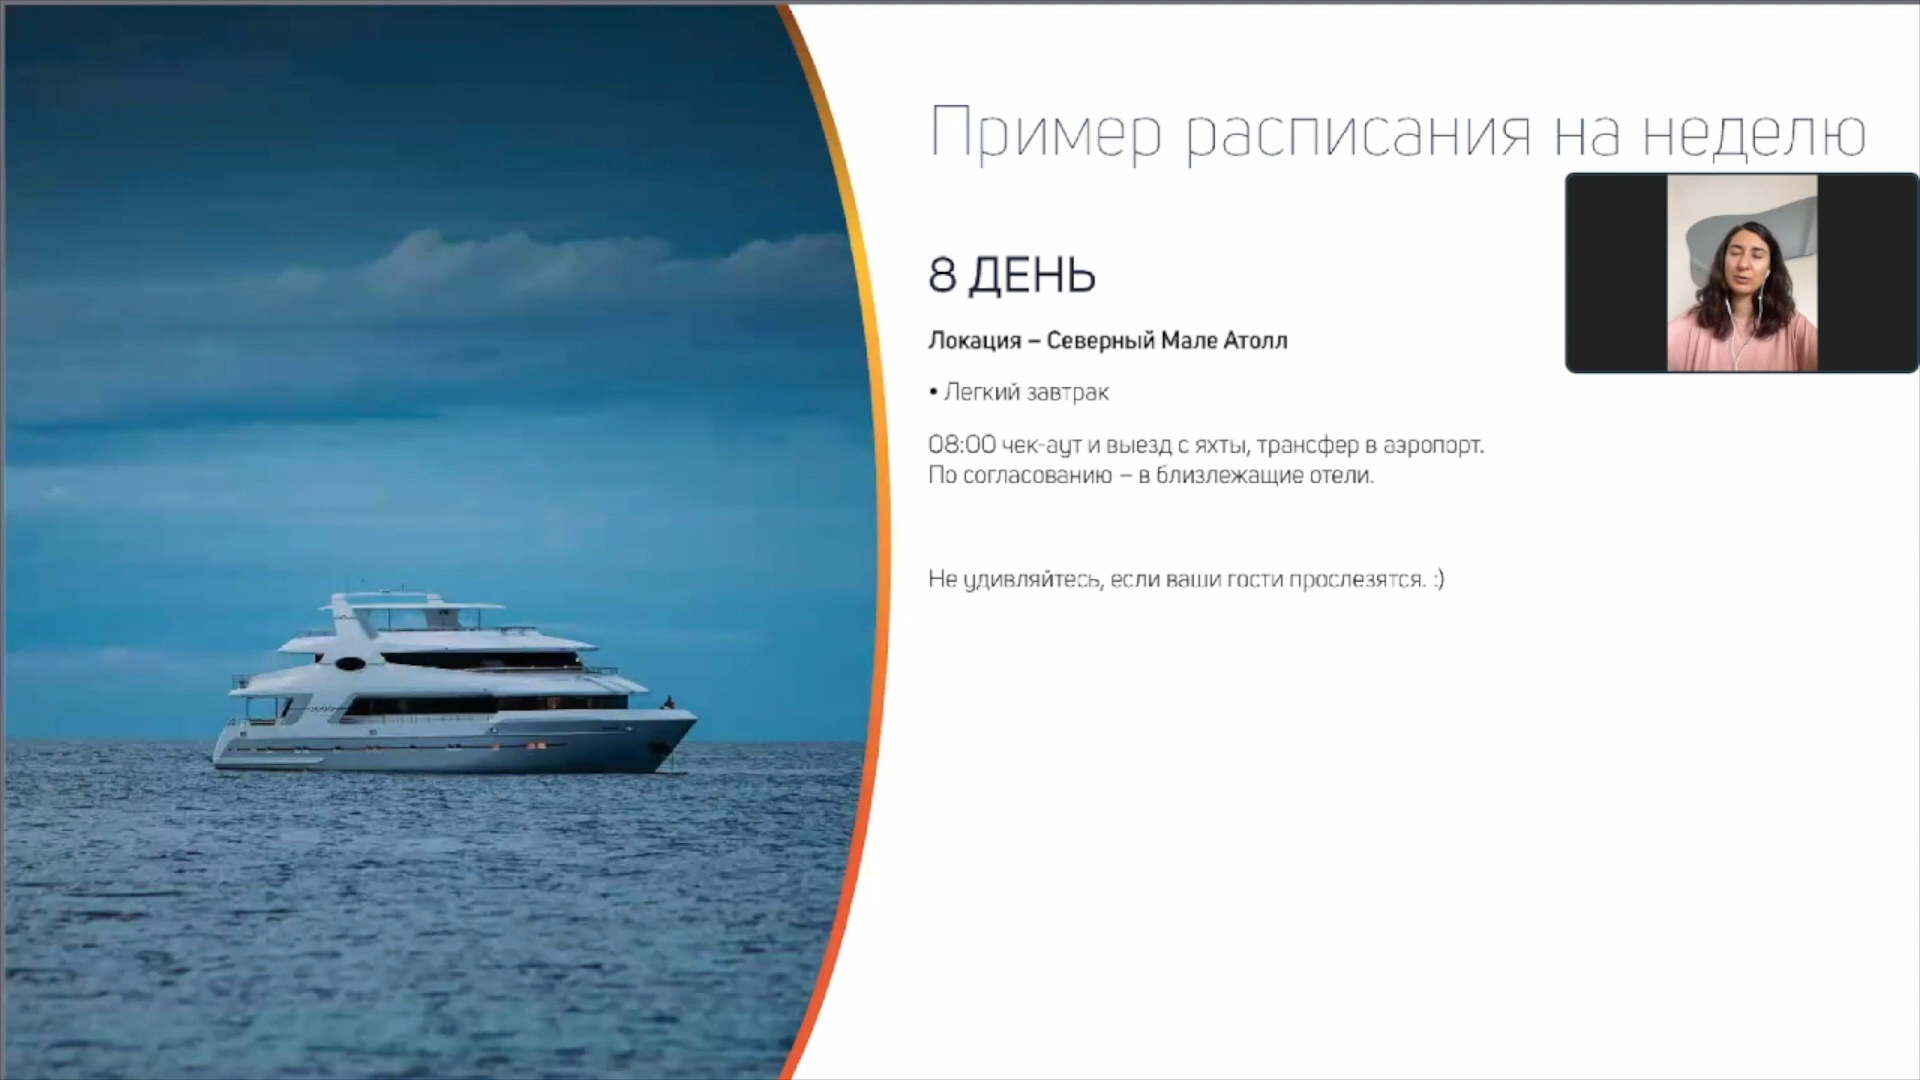 Пример расписания на неделю
8 ДЕНЬ
Локация – Северный Мале Атолл
• Легкий завтрак
08:00 чек-аут и выезд с яхты, трансфер в аэропорт.
По согласованию – в близлежащие отели.
Не удивляйтесь, если ваши гости прослезятся. :)